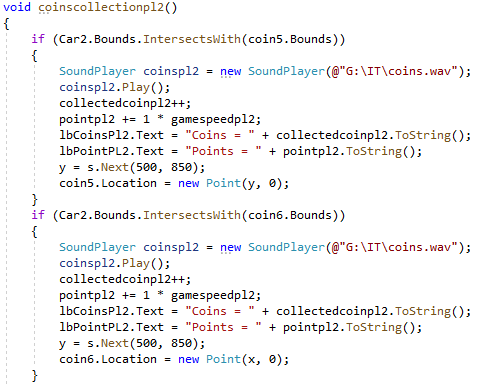 void coinscollectionpl2()
{
if (Car2.Bounds.IntersectsWith(coin5.Bounds))
{
SoundPlayer coinspl2 = new SoundPlayer(@"G:\IT\coins.wav");
coinspl2.Play();
collectedcoinpl2++;
pointpl2 += 1 * gamespeedpl2;
lbCoinsPl2.Text = "Coins = " + collectedcoinpl2.ToString();
lbPointPL2.Text = "Points = " + pointpl2.ToString();
y = s.Next(500, 850);
coin5.Location = new Point(y, 0);
}
if (Car2.Bounds.IntersectsWith(coin6.Bounds))
{
SoundPlayer coinspl2 = new SoundPlayer(@"G:\IT\coins.wav");
coinspl2.Play();
collectedcoinpl2++;
pointpl2 += 1 * gamespeedpl2;
lbCoinsPl2.Text = "Coins = " + collectedcoinpl2.ToString();
lbPointPL2.Text = "Points = " + pointpl2.ToString();
y = s.Next(500, 850);
coin6.Location = new Point(x, 0);
}